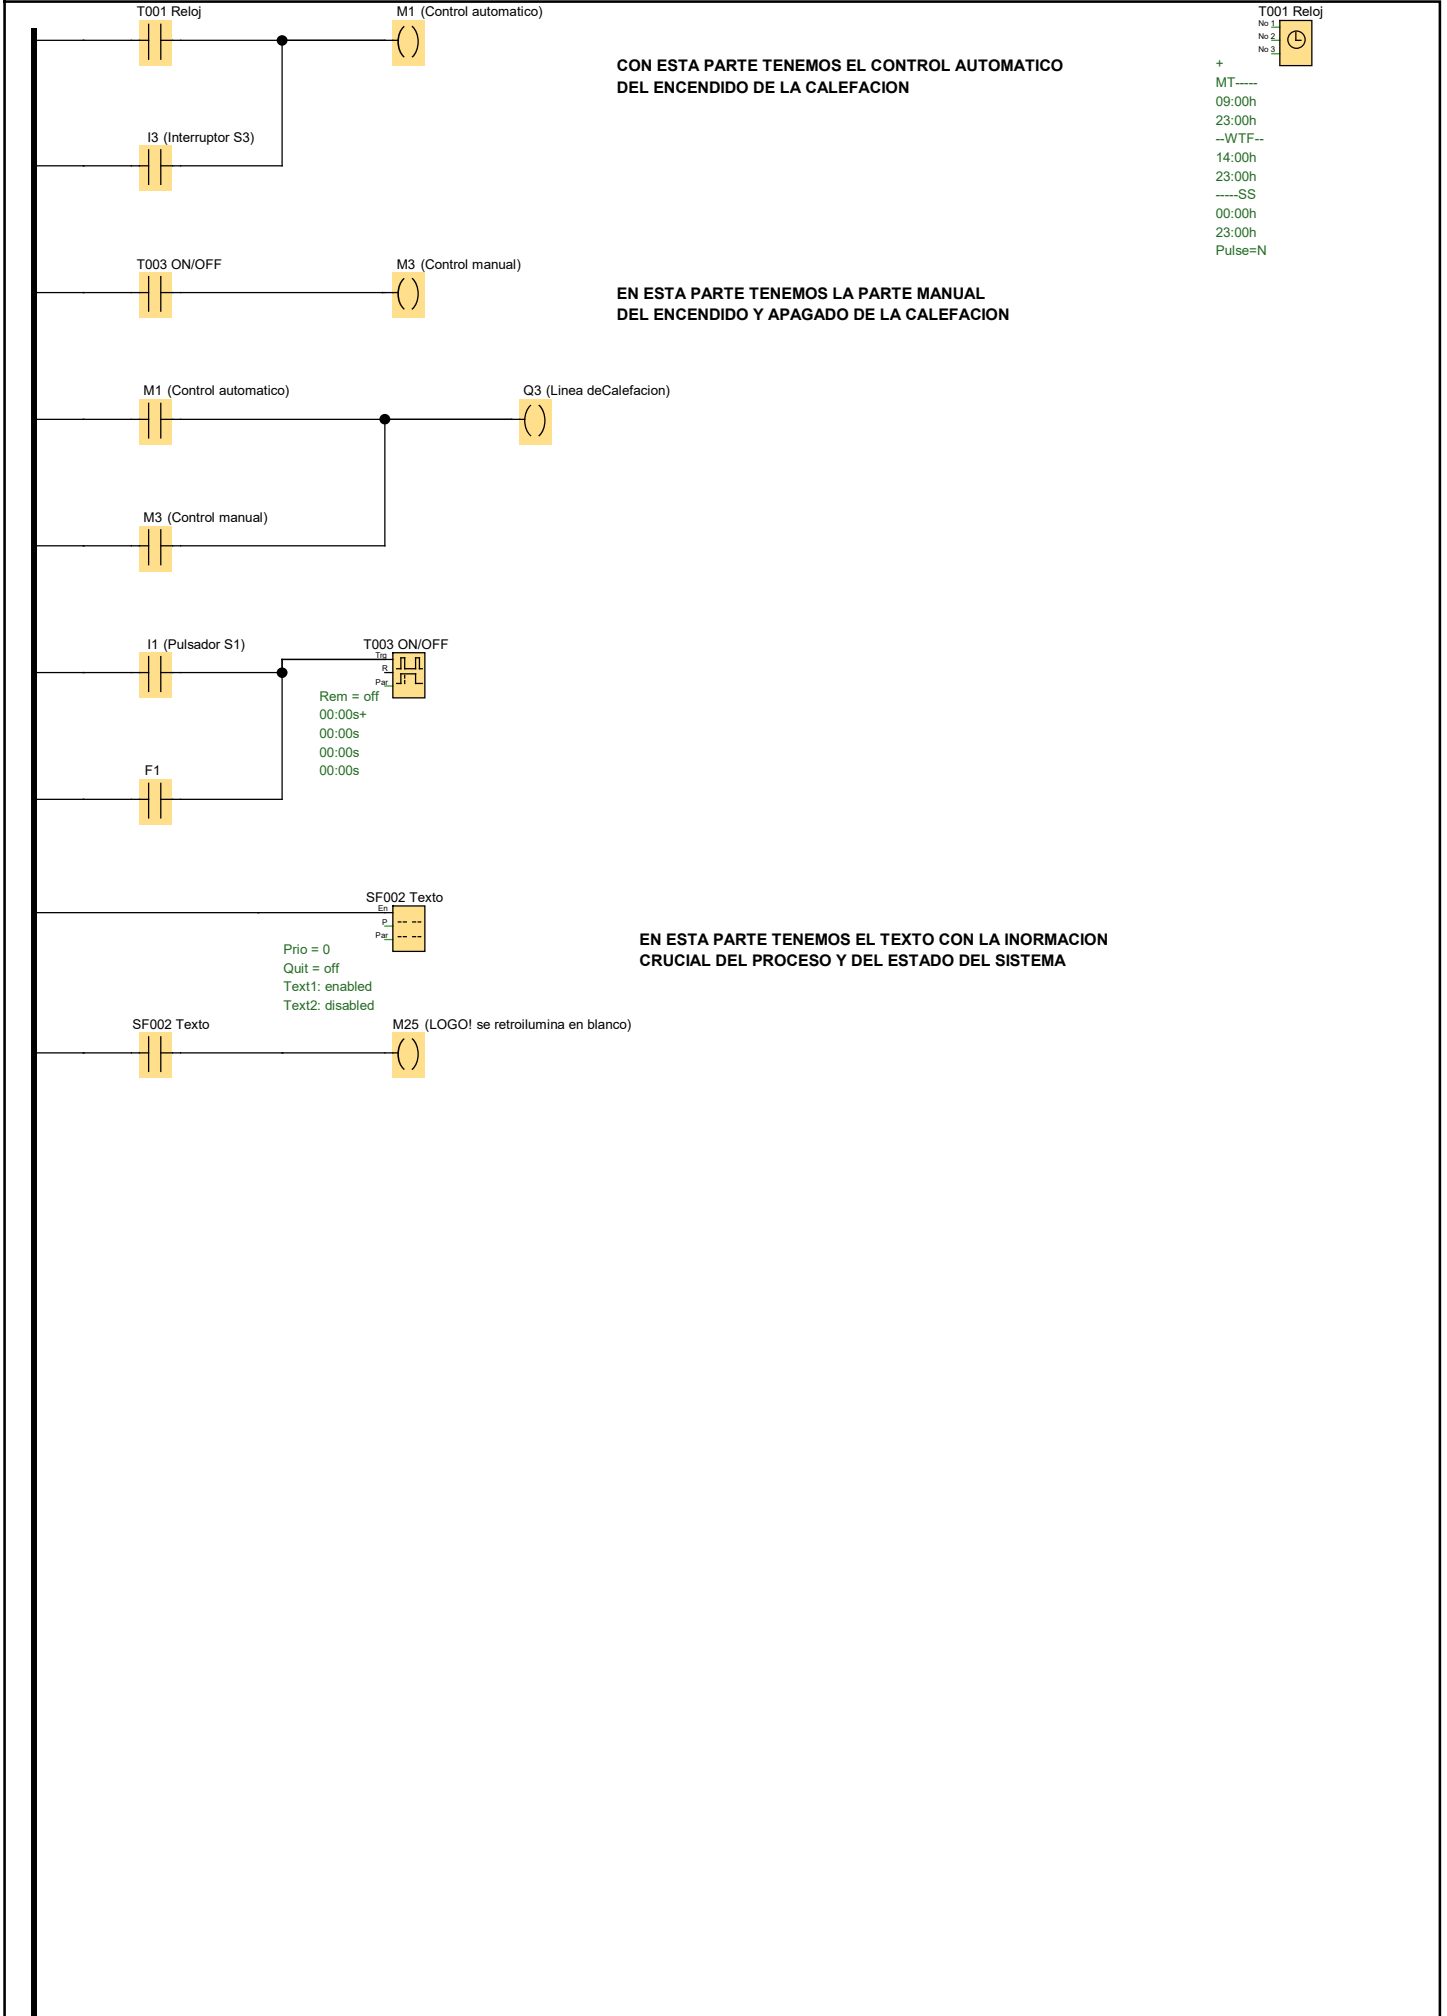 T001 Reloj
M1 (Control automatico)
T001 Reloj
No 1
No 2
No 3
CON ESTA PARTE TENEMOS EL CONTROL AUTOMATICO
DEL ENCENDIDO DE LA CALEFACION
+
MT-----
09:00h
23:00h
--WTF--
14:00h
23:00h
-----SS
00:00h
23:00h
Pulse=N
I3 (Interruptor S3)
T003 ON/OFF
M3 (Control manual)
EN ESTA PARTE TENEMOS LA PARTE MANUAL
DEL ENCENDIDO Y APAGADO DE LA CALEFACION
M1 (Control automatico)
Q3 (Linea deCalefacion)
M3 (Control manual)
I1 (Pulsador S1)
T003 ON/OFF
Trg
R
Par
Rem = off
00:00s+
00:00s
00:00s
00:00s
F1
SF002 Texto
En
P
Par
Prio = 0
Quit = off
Text1: enabled
Text2: disabled
EN ESTA PARTE TENEMOS EL TEXTO CON LA INORMACION
CRUCIAL DEL PROCESO Y DEL ESTADO DEL SISTEMA
SF002 Texto
M25 (LOGO! se retroilumina en blanco)